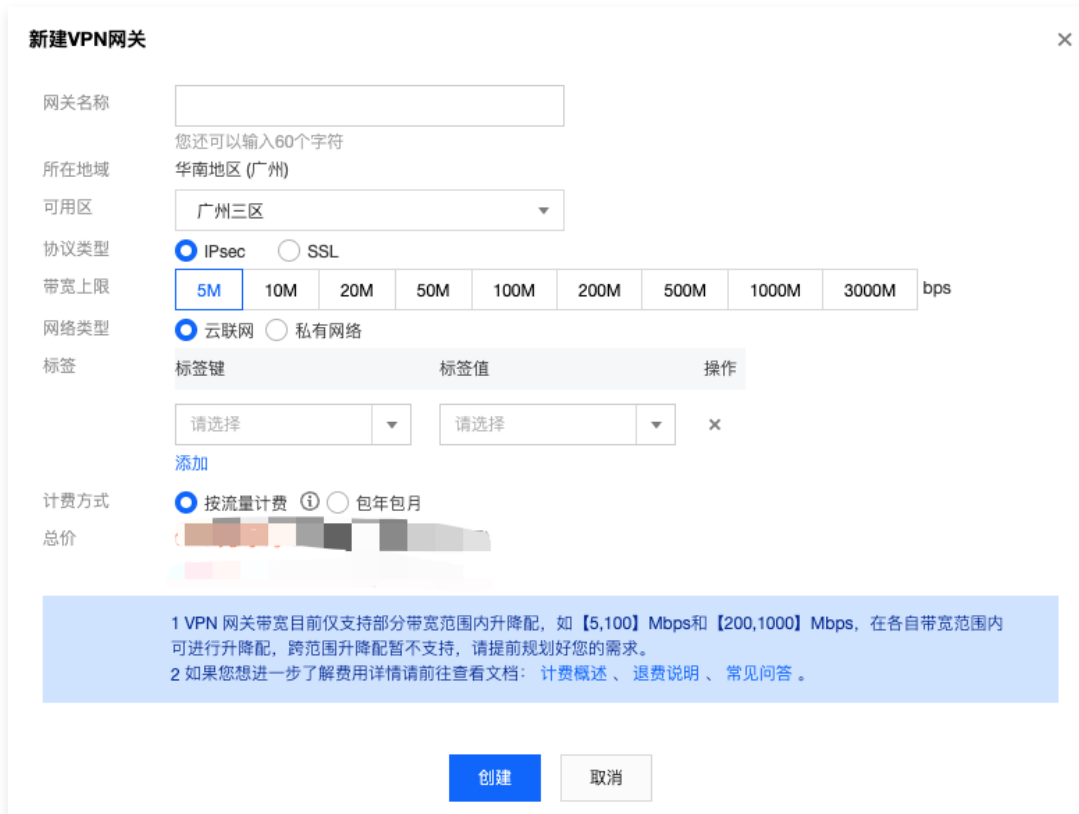 新建VPN网关
网关名称
您还可以输入60个字符
所在地域 华南地区 (广州)
可用区 广州三区
协议类型 IPsec SSL
带宽上限 5M 10M 20M 50M 100M 200M 500M 1000M 3000M bps
网络类型 云联网 私有网络
标签 标签键 标签值 操作
请选择 请选择
添加
计费方式 按流量计费 包年包月
总价
1 VPN 网关带宽目前仅支持部分带宽范围内升降配，如【5,100】Mbps和【200,1000】Mbps，在各自带宽范围内
可进行升降配，跨范围升降配暂不支持，请提前规划好您的需求。
2 如果您想进一步了解费用详情请前往查看文档： 计费概述 、 退费说明 、 常见问答 。
创建 取消